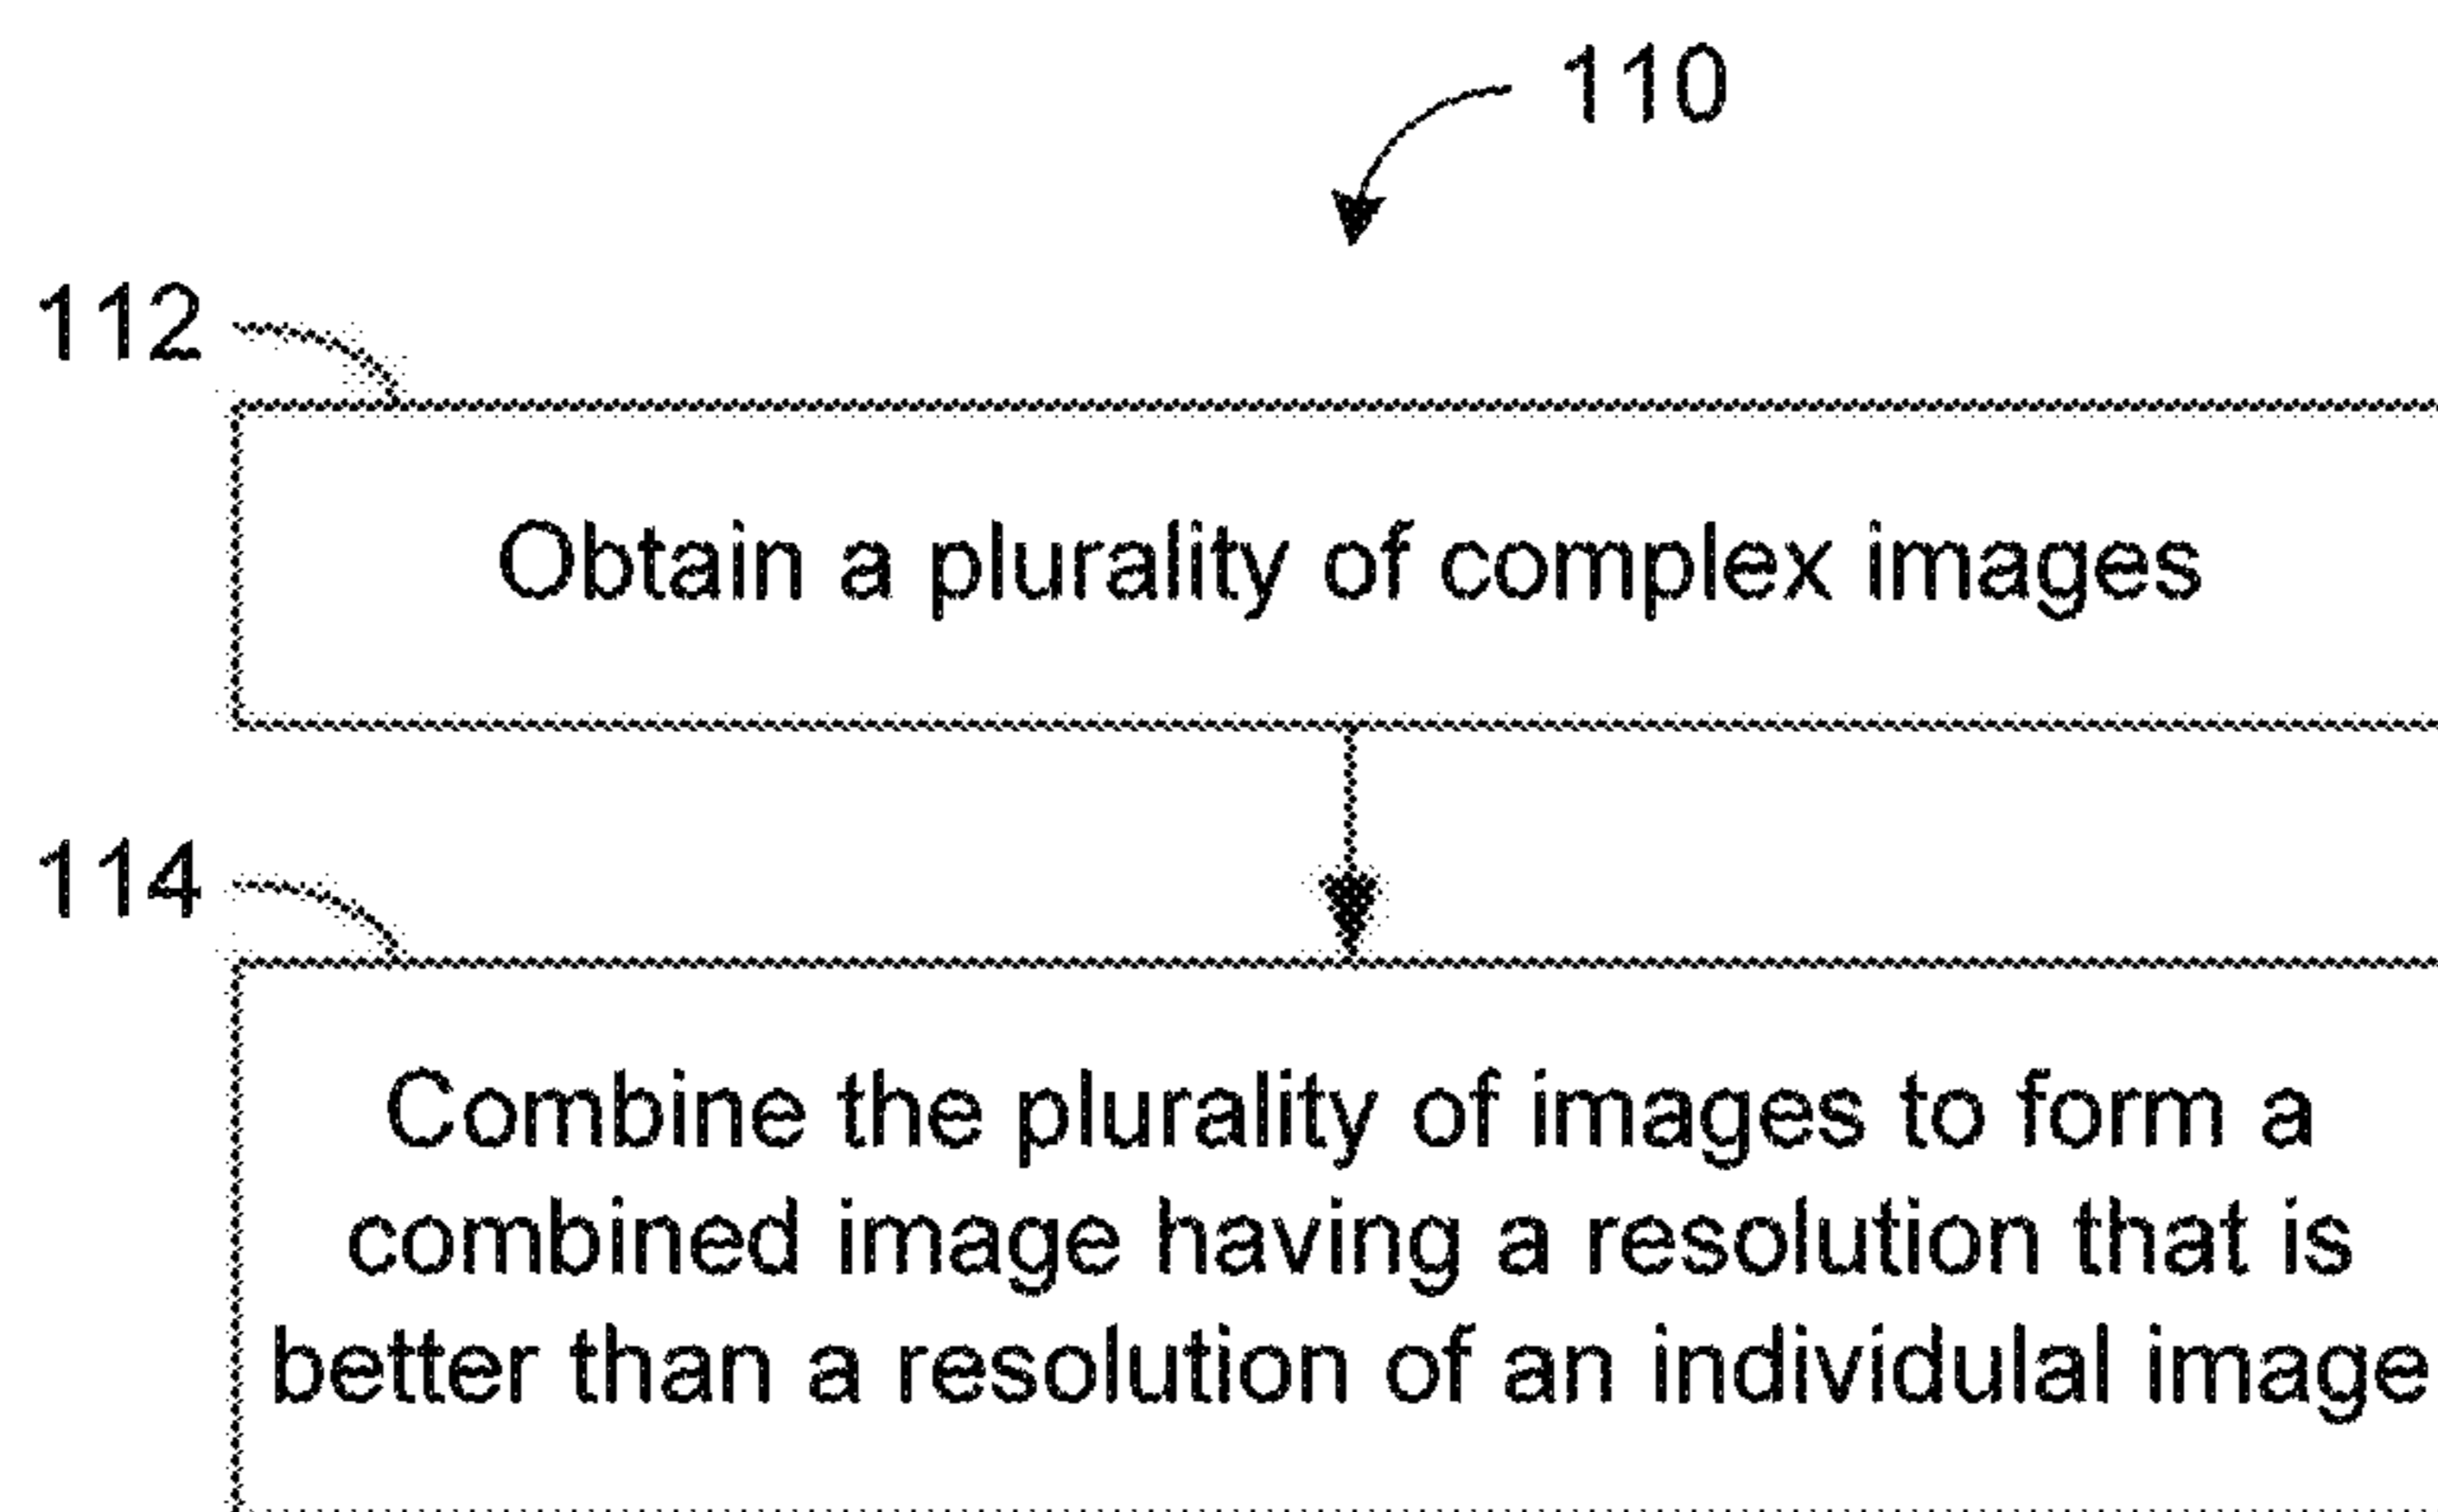 110
112
Obtain a plurality of complex images
114
Combine the plurality of images to form a
combined image having a resolution that is
better than a resolution of an individulal image